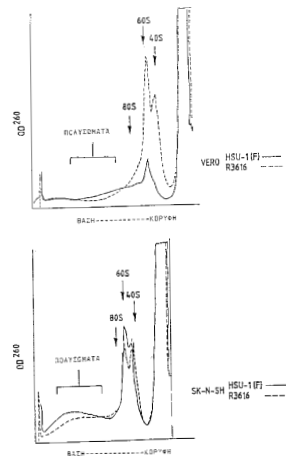 60S
40S
80S
ΠΟΛΥΣΩΜΑΤΑ
OD260
VERO HSU-1(F)
R3616
ΒΑΣΗ----------ΚΟΡΥΦΗ
60S
40S
80S
ΠΟΛΥΣΩΜΑΤΑ
OD260
SK-N-SH HSU-1(F)
R3616
ΒΑΣΗ----------ΚΟΡΥΦΗ